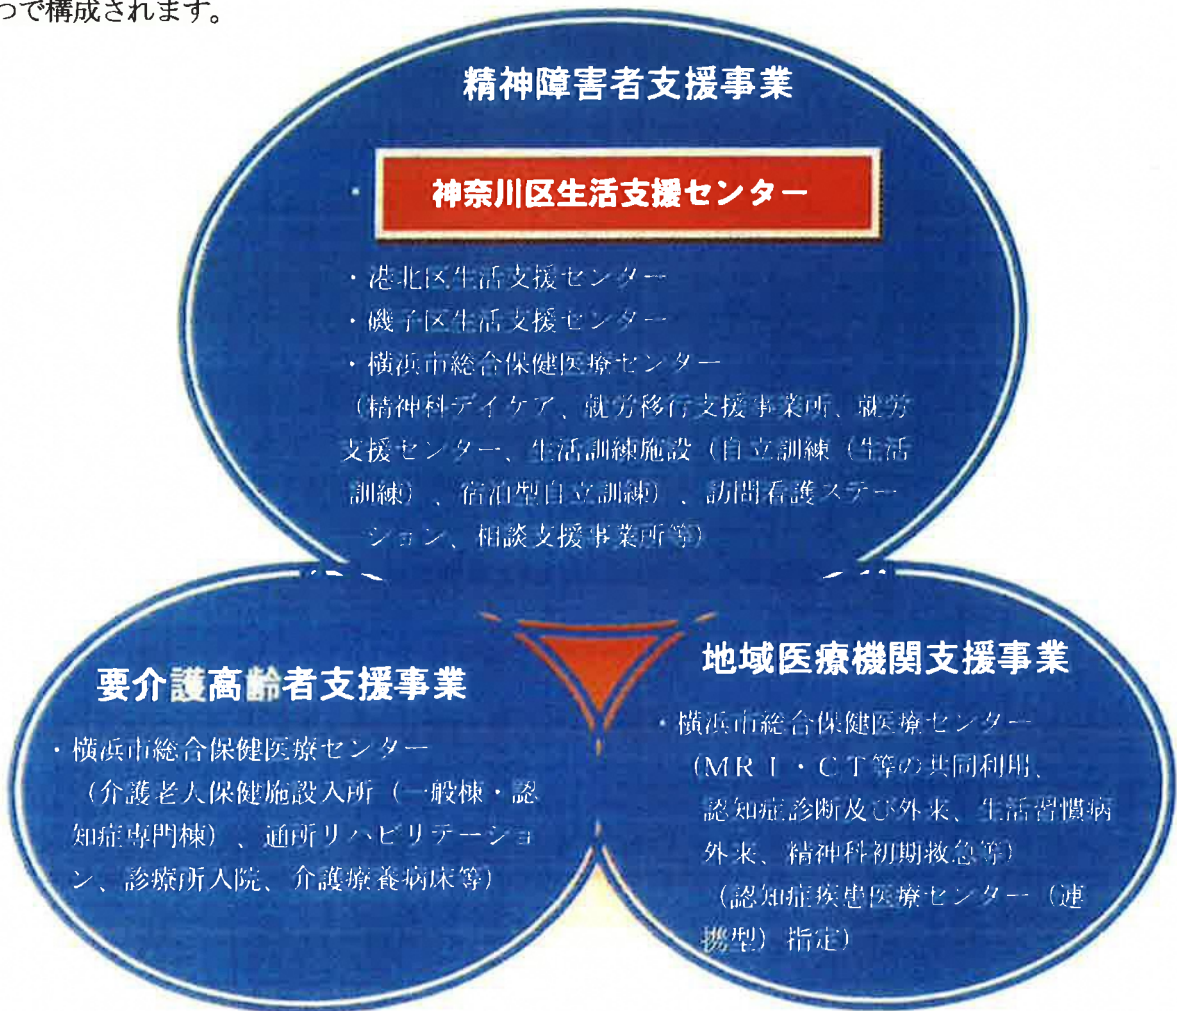 つで構成されます。
精神障害者支援事業
・神奈川区生活支援センター
・港北区生活支援センター
・磯子区生活支援センター
・横浜市総合保健医療センター
（精神科デイケア、就労移行支援事業所、就労
支援センター、生活訓練施設（自立訓練（生活
訓練）、宿泊型自立訓練）、訪問看護ステー
ション、相談支援事業所等）
要介護高齢者支援事業
・横浜市総合保健医療センター
（介護老人保健施設入所（一般棟・認
知症専門棟）、通所リハビリテーショ
ン、診療所入院、介護療養病床等）
地域医療機関支援事業
・横浜市総合保健医療センター
（ＭＲＩ・ＣＴ等の共同利用、
認知症診断及び外来、生活習慣病
外来、精神科初期救急等）
（認知症疾患医療センター（連
携型）指定）